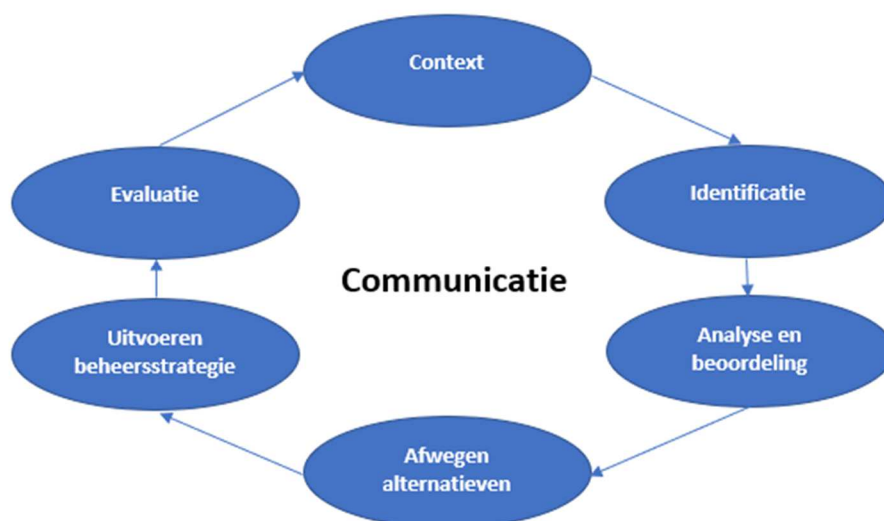 Context
Identificatie
Analyse en
beoordeling
Afwegen
alternatieven
Uitvoeren
beheersstrategie
Evaluatie
Communicatie